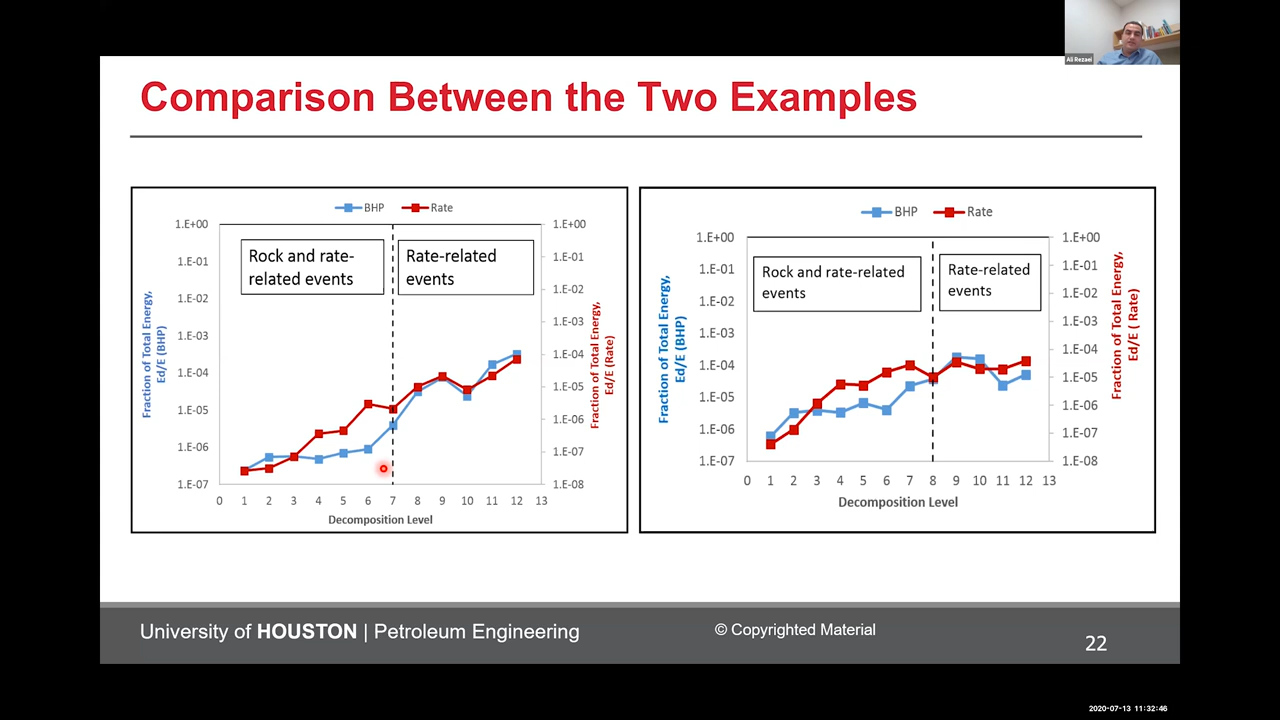 Ali Rezaei
Comparison Between the Two Examples
BHP Rate
1.E+00
1.E-01
1.E-02
1.E-03
1.E-04
1.E-05
1.E-06
1.E-07
Fraction of Total Energy,
Ed/E (BHP)
Rock and rate-
related events
Rate-related
events
1.E+00
1.E-01
1.E-02
1.E-03
1.E-04
1.E-05
1.E-06
1.E-07
1.E-08
Fraction of Total Energy,
Ed/E (Rate)
0 1 2 3 4 5 6 7 8 9 10 11 12 13
Decomposition Level
BHP Rate
1.E+00
1.E-01
1.E-02
1.E-03
1.E-04
1.E-05
1.E-06
1.E-07
Fraction of Total Energy,
Ed/E (BHP)
Rock and rate-related
events
Rate-related
events
1.E+00
1.E-01
1.E-02
1.E-03
1.E-04
1.E-05
1.E-06
1.E-07
1.E-08
Fraction of Total Energy,
Ed/E ( Rate)
0 1 2 3 4 5 6 7 8 9 10 11 12 13
Decomposition Level
University of HOUSTON | Petroleum Engineering
© Copyrighted Material
22
2020-07-13 11:32:46